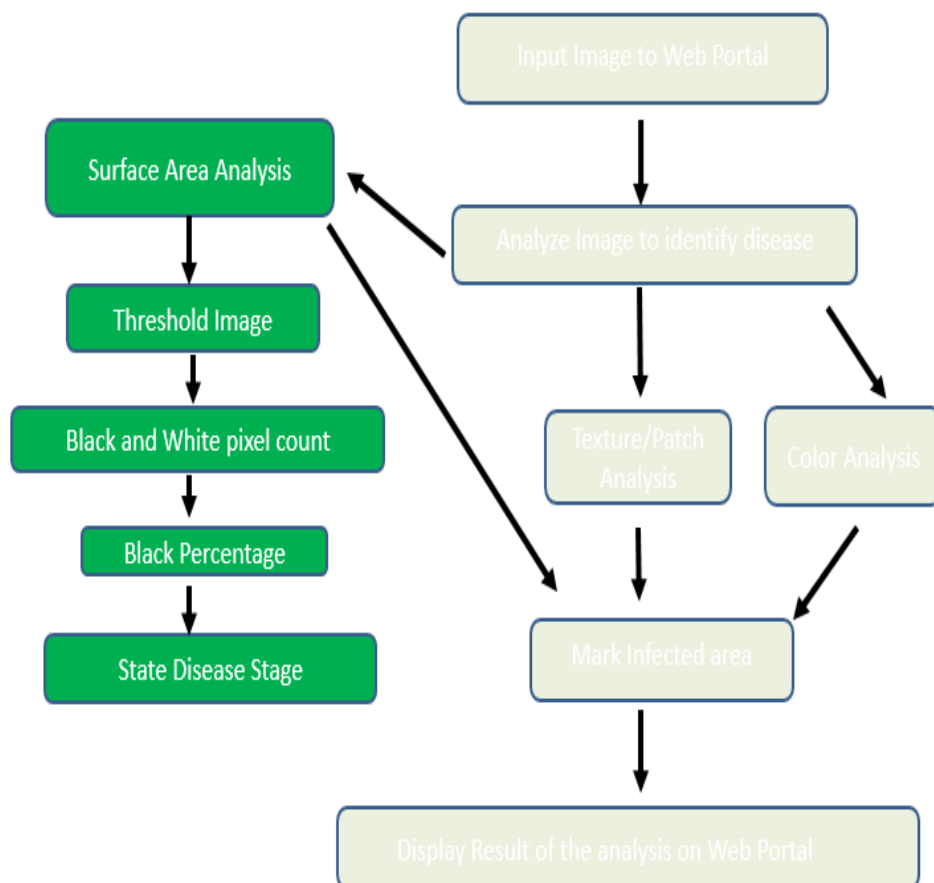 Input Image to Web Portal
Surface Area Analysis
Analyze Image to identify disease
Threshold Image
Black and White pixel count
Texture/Patch
Analysis
Color Analysis
Black Percentage
State Disease Stage
Mark Infected area
Display Result of the analysis on Web Portal